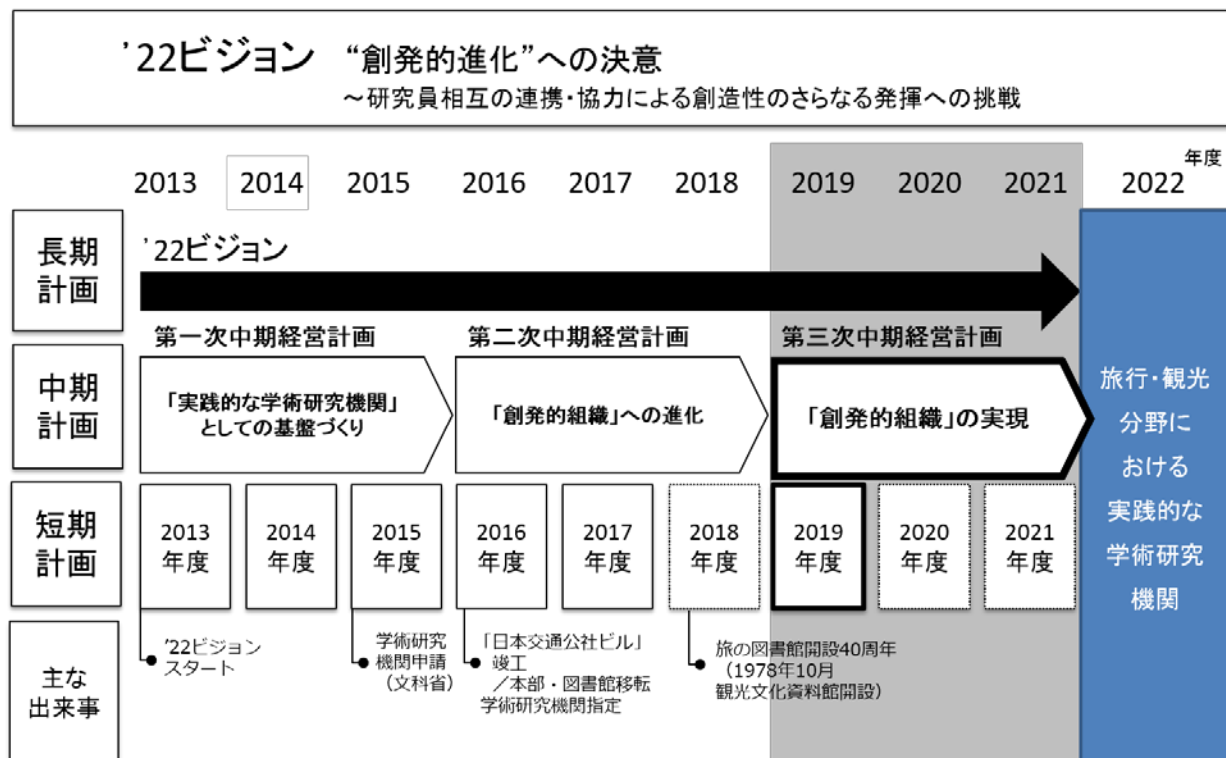 ’22ビジョン “創発的進化”への決意
～研究員相互の連携・協力による創造性のさらなる発揮への挑戦
年度
2013 2014 2015 2016 2017 2018 2019 2020 2021 2022
長期
計画
’22ビジョン
中期
計画
第一次中期経営計画
「実践的な学術研究機関」
としての基盤づくり
第二次中期経営計画
「創発的組織」への進化
第三次中期経営計画
「創発的組織」の実現
短期
計画
2013
年度
2014
年度
2015
年度
2016
年度
2017
年度
2018
年度
2019
年度
2020
年度
2021
年度
主な
出来事
’22ビジョン
スタート
学術研究
機関申請
（文科省）
「日本交通公社ビル」
竣工
／本部・図書館移転
学術研究機関指定
旅の図書館開設40周年
（1978年10月
観光文化資料館開設）
旅行・観光
分野に
おける
実践的な
学術研究
機関